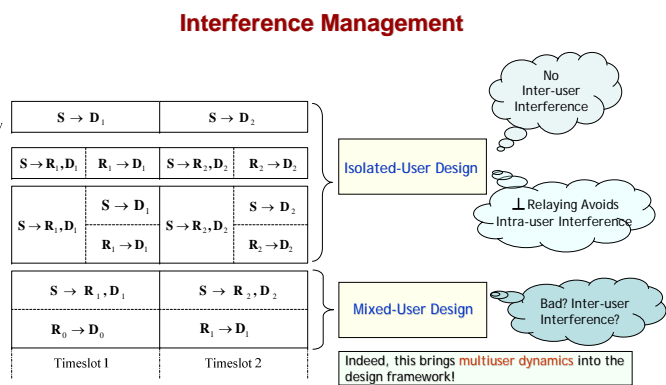 Interference Management
No
Inter-user
Interference
y
S → D₁
S → D₂
S → R₁, D₁
R₁ → D₁
S → R₂, D₂
R₂ → D₂
Isolated-User Design
S → R₁, D₁
S → D₁
S → R₂, D₂
S → D₂
R₁ → D₁
R₂ → D₂
⊥ Relaying Avoids
Intra-user Interference
S → R₁, D₁
S → R₂, D₂
R₀ → D₀
R₁ → D₁
Mixed-User Design
Bad? Inter-user
Interference?
Timeslot 1
Timeslot 2
Indeed, this brings multiuser dynamics into the
design framework!